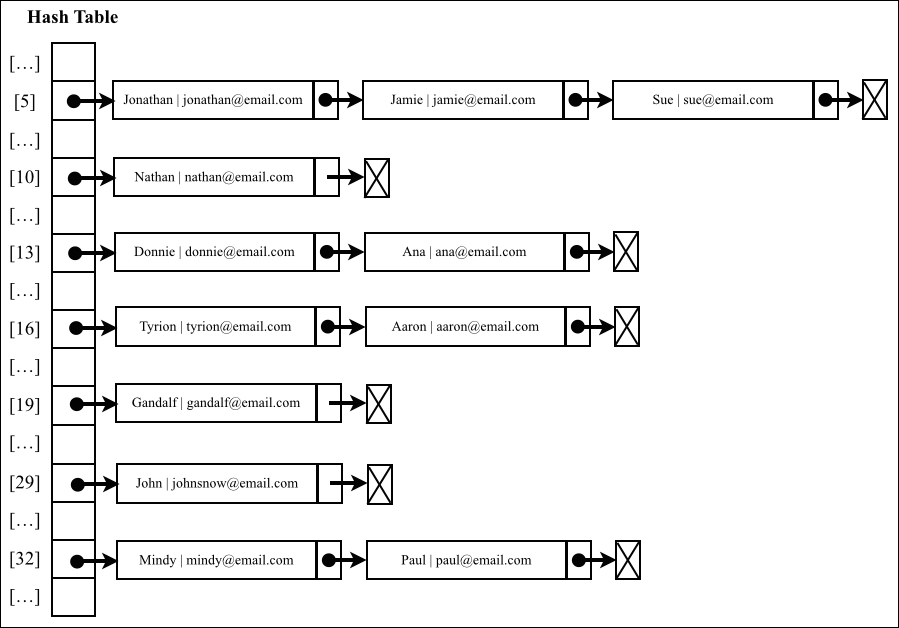 Hash Table
[…]
[5] Jonathan | jonathan@email.com Jamie | jamie@email.com Sue | sue@email.com
[…]
[10] Nathan | nathan@email.com
[…]
[13] Donnie | donnie@email.com Ana | ana@email.com
[…]
[16] Tyrion | tyrion@email.com Aaron | aaron@email.com
[…]
[19] Gandalf | gandalf@email.com
[…]
[29] John | johnsnow@email.com
[…]
[32] Mindy | mindy@email.com Paul | paul@email.com
[…]